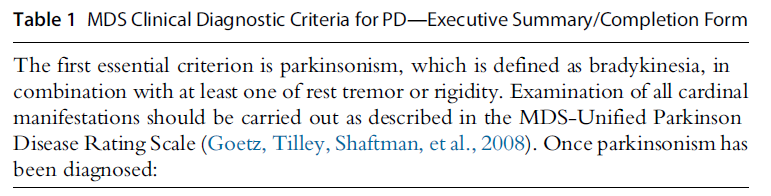 Table 1 MDS Clinical Diagnostic Criteria for PD—Executive Summary/Completion Form
The first essential criterion is parkinsonism, which is defined as bradykinesia, in
combination with at least one of rest tremor or rigidity. Examination of all cardinal
manifestations should be carried out as described in the MDS-Unified Parkinson
Disease Rating Scale (Goetz, Tilley, Shaftman, et al., 2008). Once parkinsonism has
been diagnosed: